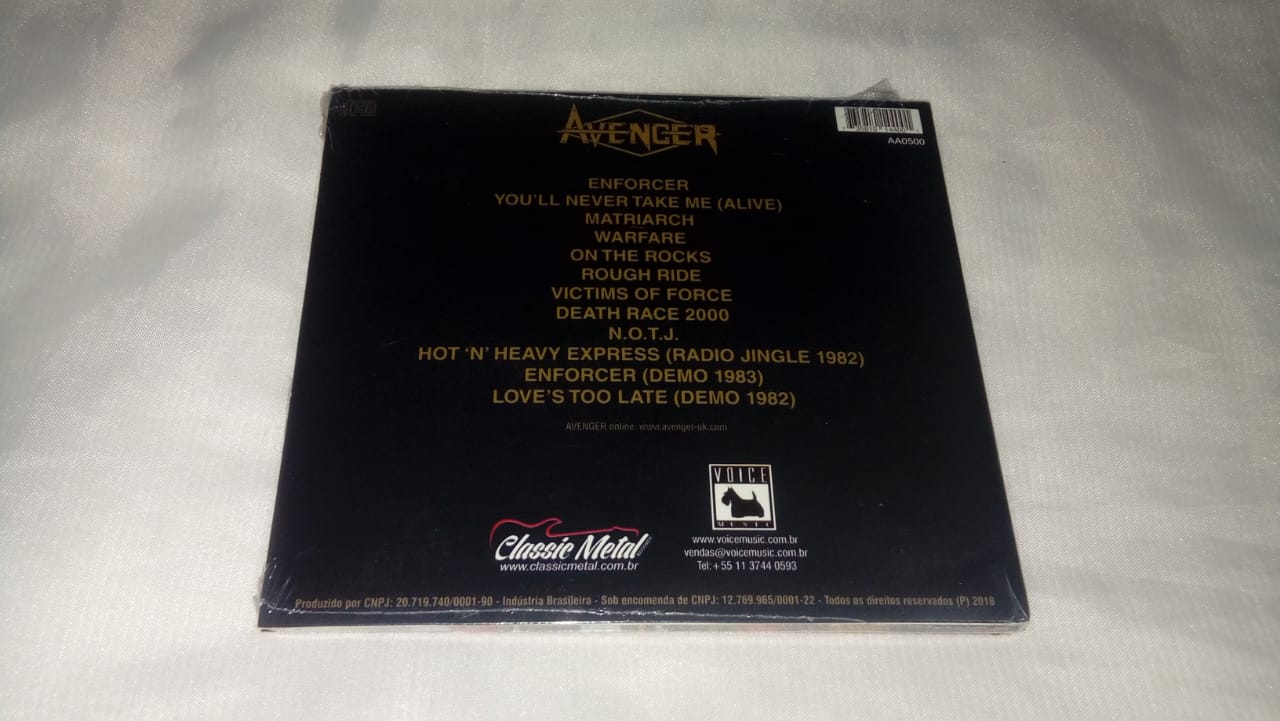 AVENGER
AA0500
ENFORCER
YOU'LL NEVER TAKE ME (ALIVE)
MATRIARCH
WARFARE
ON THE ROCKS
ROUGH RIDE
VICTIMS OF FORCE
DEATH RACE 2000
N.O.T.J.
HOT 'N' HEAVY EXPRESS (RADIO JINGLE 1982)
ENFORCER (DEMO 1983)
LOVE'S TOO LATE (DEMO 1982)
AVENGER online: www.avenger-uk.com
VOICE
MUSIC
Classic Metal
www.classicmetal.com.br
www.voicemusic.com.br
vendas@voicemusic.com.br
Tel: +55 11 3744 0593
Produzido por CNPJ: 20.719.740/0001-90 - Indústria Brasileira - Sob encomenda de CNPJ: 12.769.965/0001-22 - Todos os direitos reservados (P) 2018